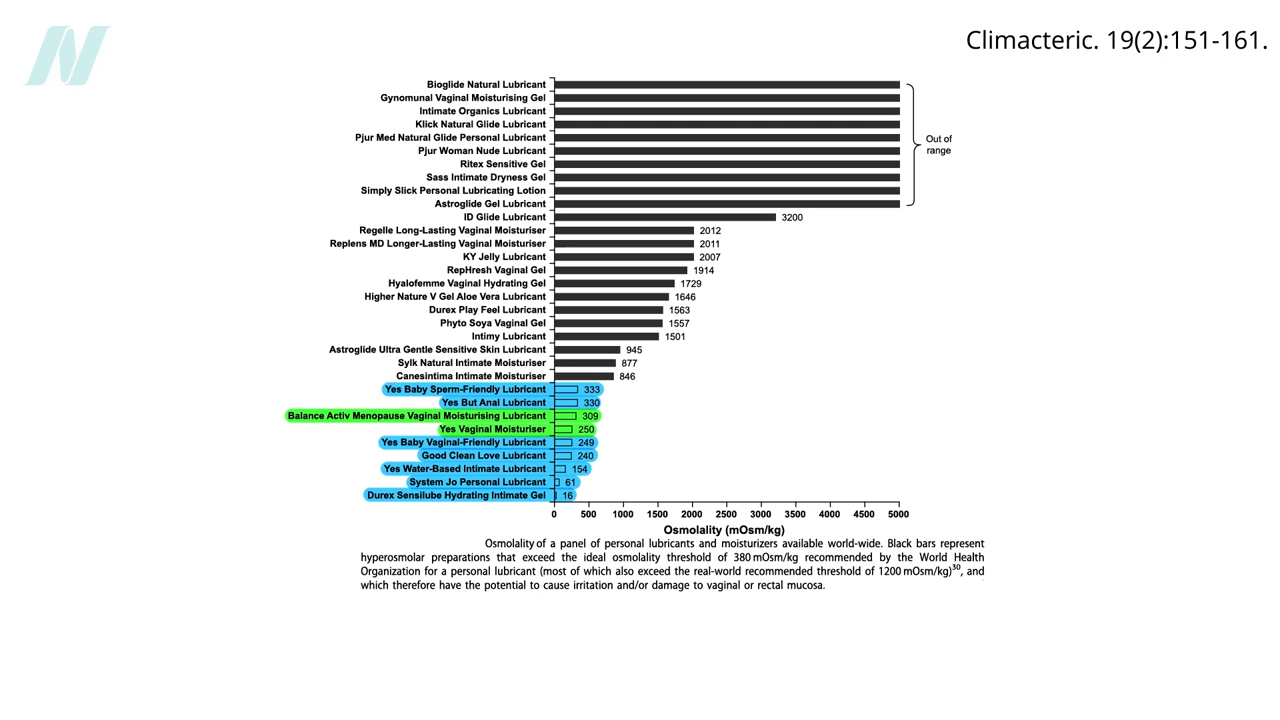 Climacteric. 19(2):151-161.
Bioglide Natural Lubricant
Gynomunal Vaginal Moisturising Gel
Intimate Organics Lubricant
Klick Natural Glide Lubricant
Pjur Med Natural Glide Personal Lubricant
Pjur Woman Nude Lubricant
Ritex Sensitive Gel
Sass Intimate Dryness Gel
Simply Slick Personal Lubricating Lotion
Astroglide Gel Lubricant
Out of
range
ID Glide Lubricant 3200
Regelle Long-Lasting Vaginal Moisturiser 2012
Replens MD Longer-Lasting Vaginal Moisturiser 2011
KY Jelly Lubricant 2007
RepHresh Vaginal Gel 1914
Hyalofemme Vaginal Hydrating Gel 1729
Higher Nature V Gel Aloe Vera Lubricant 1646
Durex Play Feel Lubricant 1563
Phyto Soya Vaginal Gel 1557
Intimy Lubricant 1501
Astroglide Ultra Gentle Sensitive Skin Lubricant 945
Sylk Natural Intimate Moisturiser 877
Canesintima Intimate Moisturiser 846
Yes Baby Sperm-Friendly Lubricant 333
Yes But Anal Lubricant 330
Balance Activ Menopause Vaginal Moisturising Lubricant 309
Yes Vaginal Moisturiser 250
Yes Baby Vaginal-Friendly Lubricant 249
Good Clean Love Lubricant 240
Yes Water-Based Intimate Lubricant 154
System Jo Personal Lubricant 61
Durex Sensilube Hydrating Intimate Gel 16
0 500 1000 1500 2000 2500 3000 3500 4000 4500 5000
Osmolality (mOsm/kg)
Osmolality of a panel of personal lubricants and moisturizers available world-wide. Black bars represent
hyperosmolar preparations that exceed the ideal osmolality threshold of 380 mOsm/kg recommended by the World Health
Organization for a personal lubricant (most of which also exceed the real-world recommended threshold of 1200 mOsm/kg)30, and
which therefore have the potential to cause irritation and/or damage to vaginal or rectal mucosa.